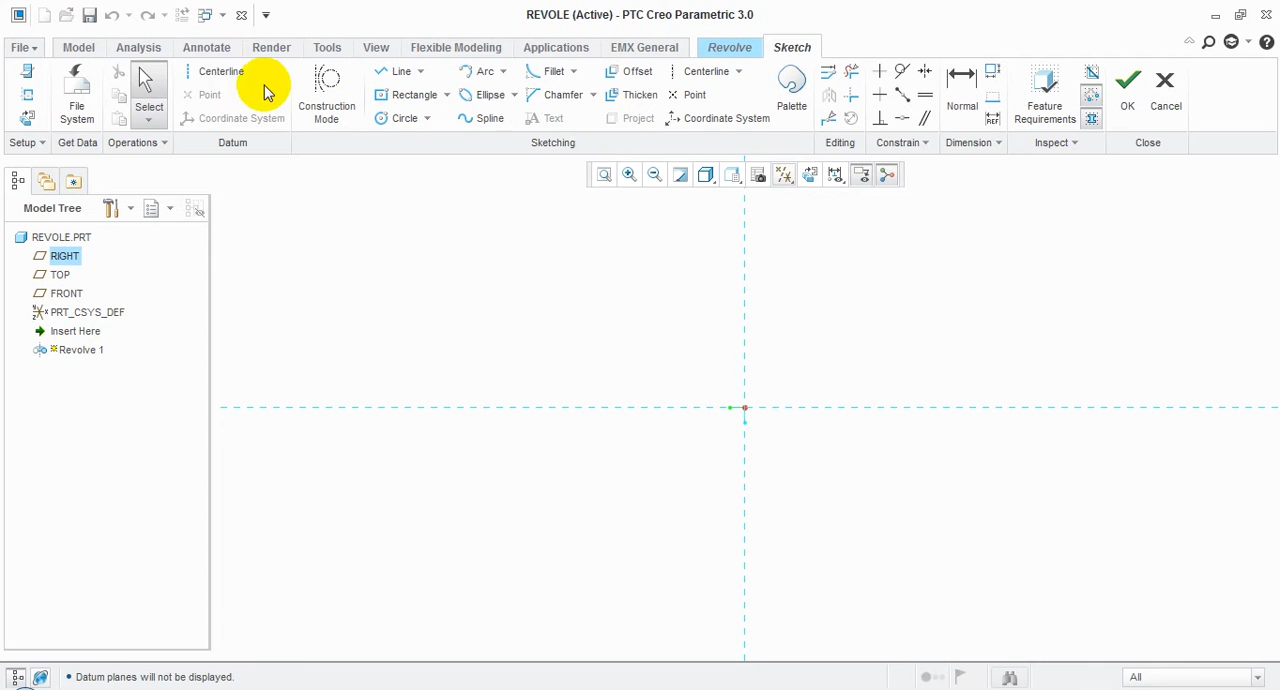 REVOLE (Active) - PTC Creo Parametric 3.0
File Model Analysis Annotate Render Tools View Flexible Modeling Applications EMX General Revolve Sketch
Centerline Line Arc Fillet Offset Centerline
Point Rectangle Ellipse Chamfer Thicken Point
Coordinate System Circle Spline Text Project Coordinate System
File System Select Construction Mode Palette Normal Feature Requirements OK Cancel
REF
Setup Get Data Operations Datum Sketching Editing Constrain Dimension Inspect Close
Model Tree
REVOLE.PRT
RIGHT
TOP
FRONT
PRT_CSYS_DEF
Insert Here
Revolve 1
Datum planes will not be displayed.
All